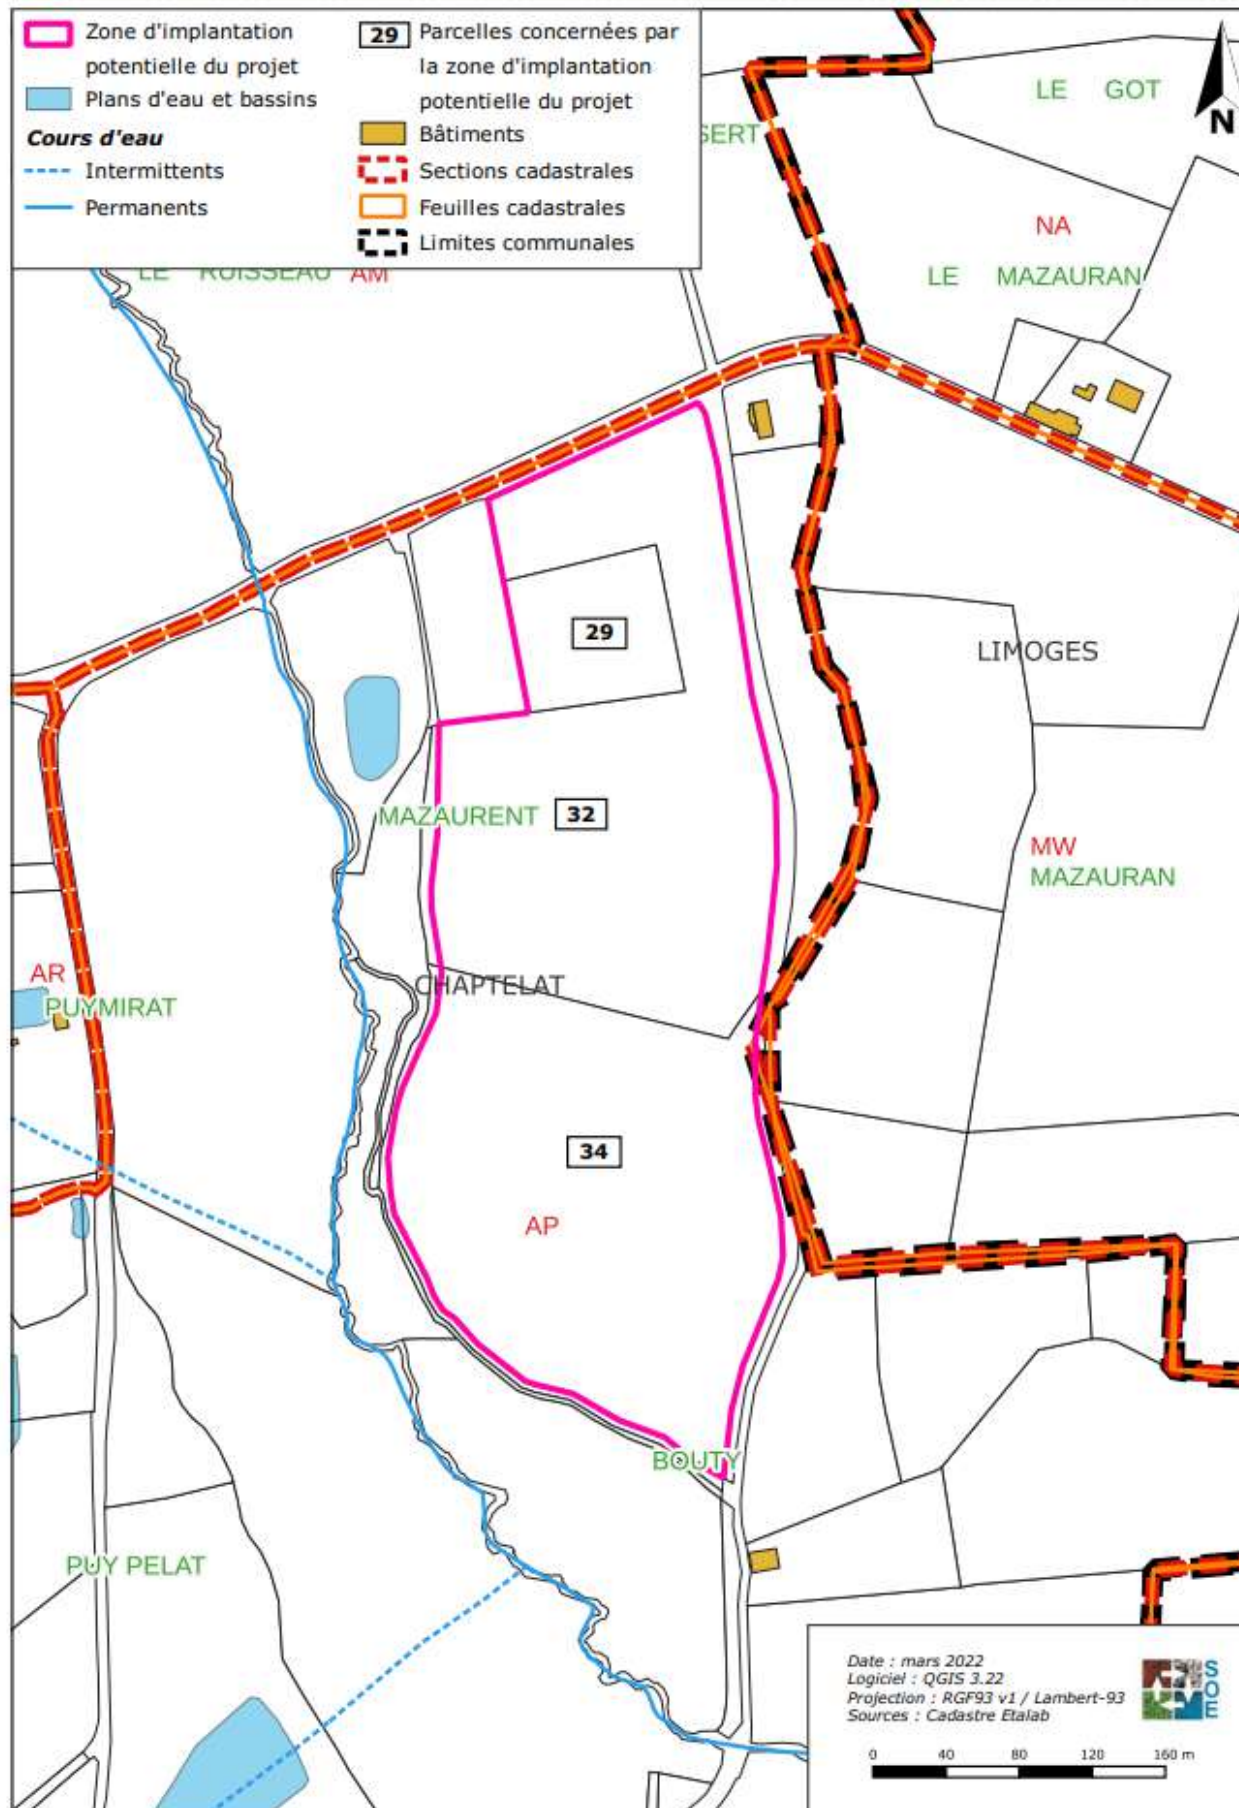 Zone d'implantation
potentielle du projet
Plans d'eau et bassins
Cours d'eau
Intermittents
Permanents
29 Parcelles concernées par
la zone d'implantation
potentielle du projet
Bâtiments
Sections cadastrales
Feuilles cadastrales
Limites communales
LE GOT
N
SERT
NA
LE MAZAURAN
LE RUISSEAU AM
29
LIMOGES
MAZAURENT
32
MW
MAZAURAN
AR
CHAPTELAT
PUYMIRAT
34
AP
BOUTY
PUY PELAT
Date : mars 2022
Logiciel : QGIS 3.22
Projection : RGF93 v1 / Lambert-93
Sources : Cadastre Etalab
SOE
0 40 80 120 160 m